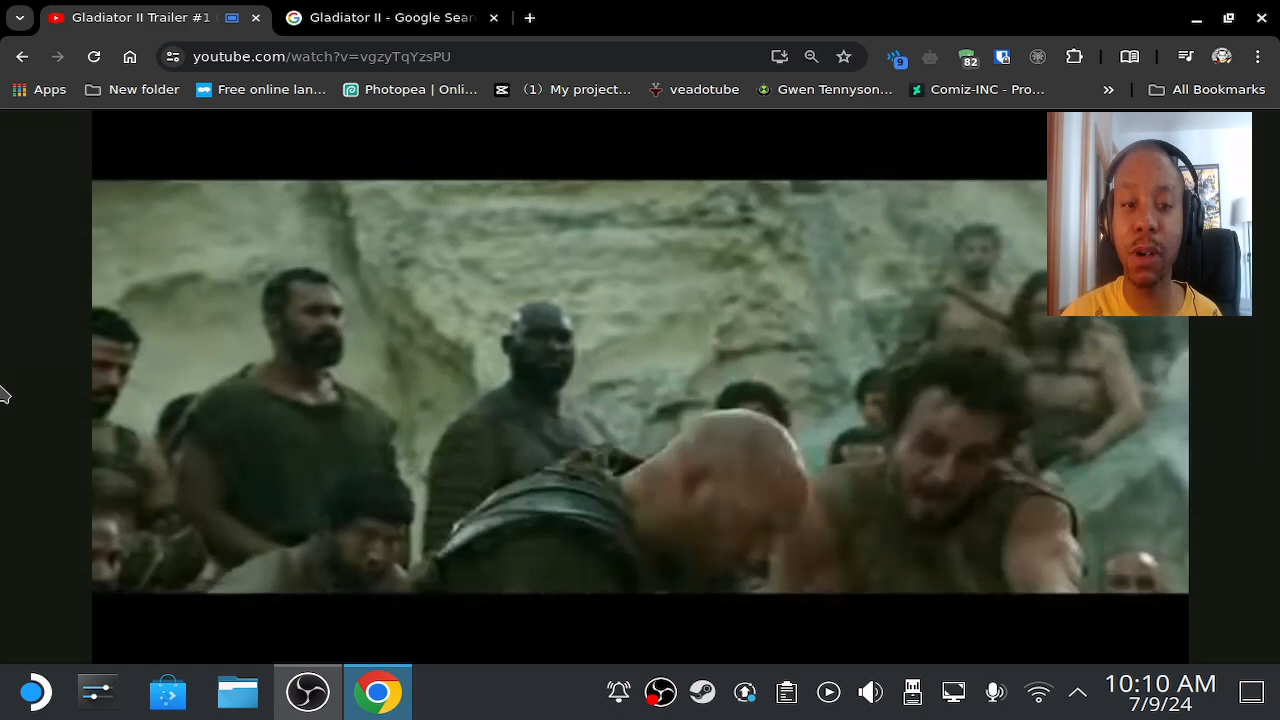 Gladiator II Trailer #1 (
Gladiator II - Google Sear
youtube.com/watch?v=vgzyTqYzsPU
9
82
Apps
New folder
Free online lan...
Photopea | Onli...
(1) My project...
veadotube
Gwen Tennyson...
Comiz-INC - Pro...
»
All Bookmarks
10:10 AM
7/9/24